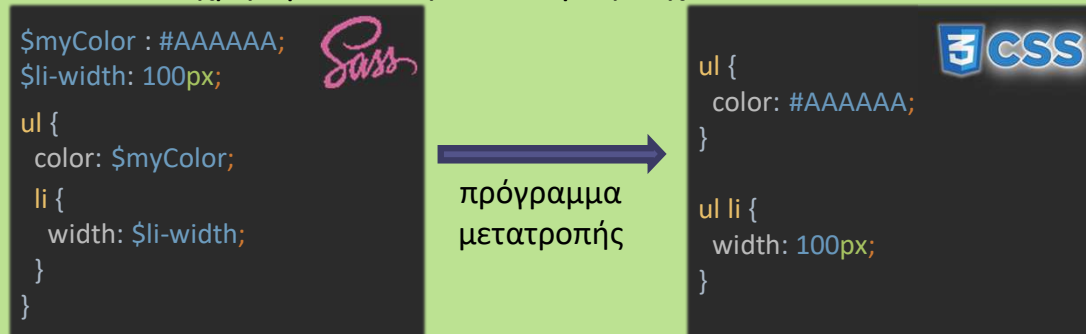 $myColor : #AAAAAA;
$li-width: 100px;
ul {
color: $myColor;
li {
width: $li-width;
}
}
Sass
πρόγραμμα
μετατροπής
3 CSS
ul {
color: #AAAAAA;
}
ul li {
width: 100px;
}